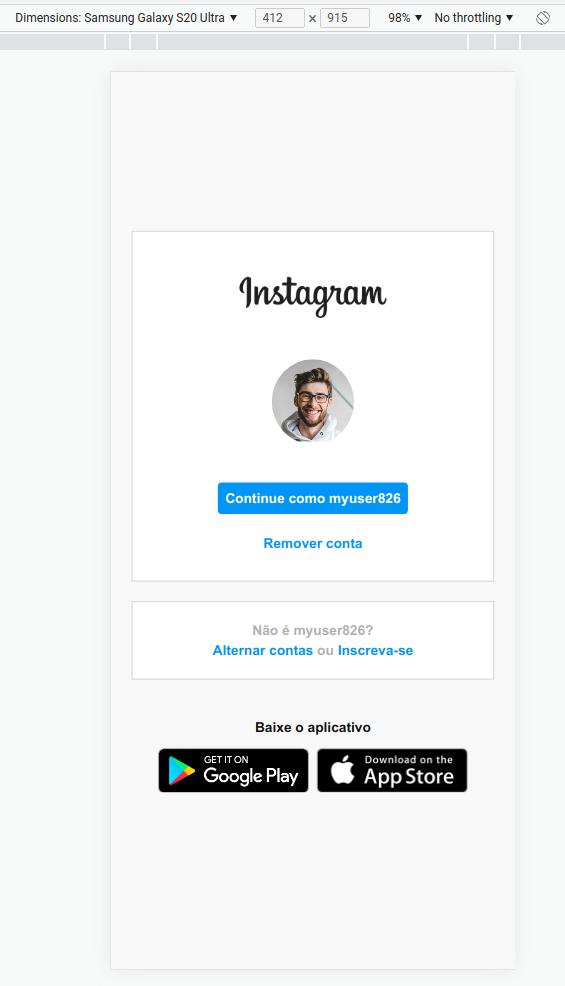 Dimensions: Samsung Galaxy S20 Ultra ▼ 412 × 915 98% ▼ No throttling ▼
Instagram
Continue como myuser826
Remover conta
Não é myuser826?
Alternar contas ou Inscreva-se
Baixe o aplicativo
GET IT ON
Google Play
Download on the
App Store